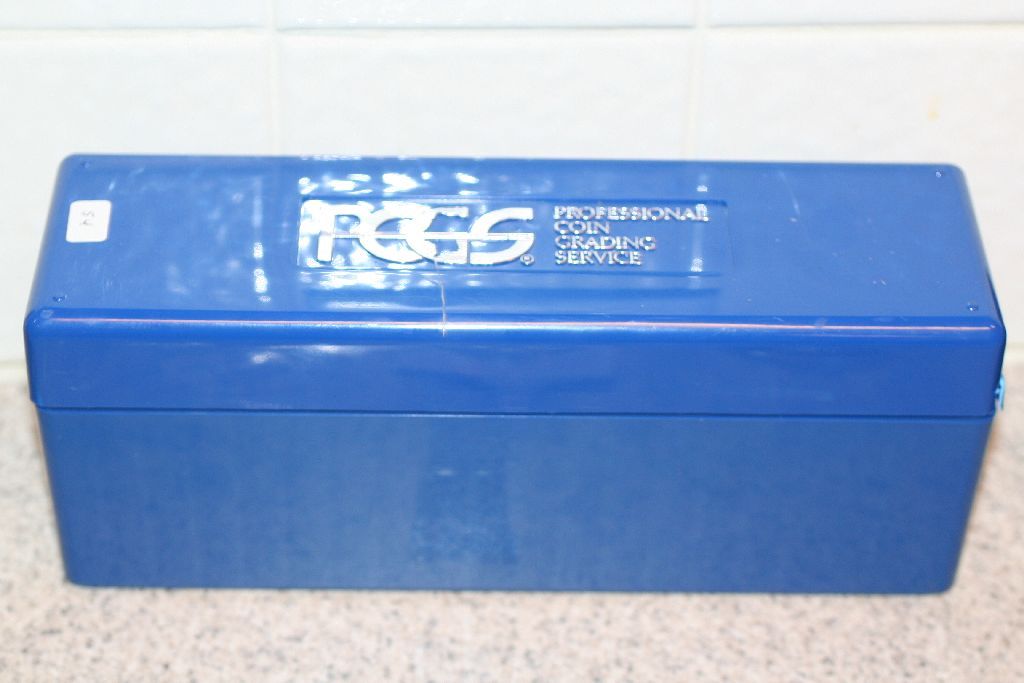 PCGS®
PROFESSIONAL
COIN
GRADING
SERVICE